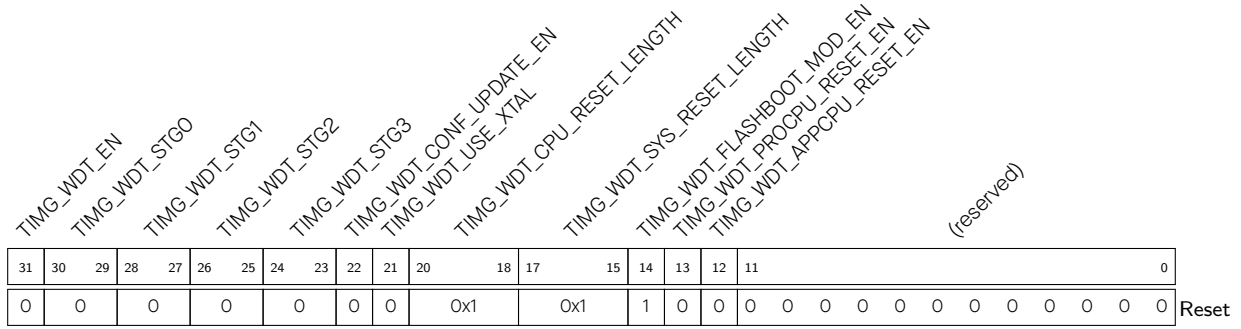 TIMG_WDT_EN
TIMG_WDT_STG0
TIMG_WDT_STG1
TIMG_WDT_STG2
TIMG_WDT_STG3
TIMG_WDT_CONF_UPDATE_EN
TIMG_WDT_USE_XTAL
TIMG_WDT_CPU_RESET_LENGTH
TIMG_WDT_SYS_RESET_LENGTH
TIMG_WDT_FLASHBOOT_MOD_EN
TIMG_WDT_PROCPU_RESET_EN
TIMG_WDT_APPCPU_RESET_EN
(reserved)
31 30 29 28 27 26 25 24 23 22 21 20 18 17 15 14 13 12 11 0
0 0 0 0 0 0 0 0x1 0x1 1 0 0 0 0 0 0 0 0 0 0 0 0 0 0 Reset